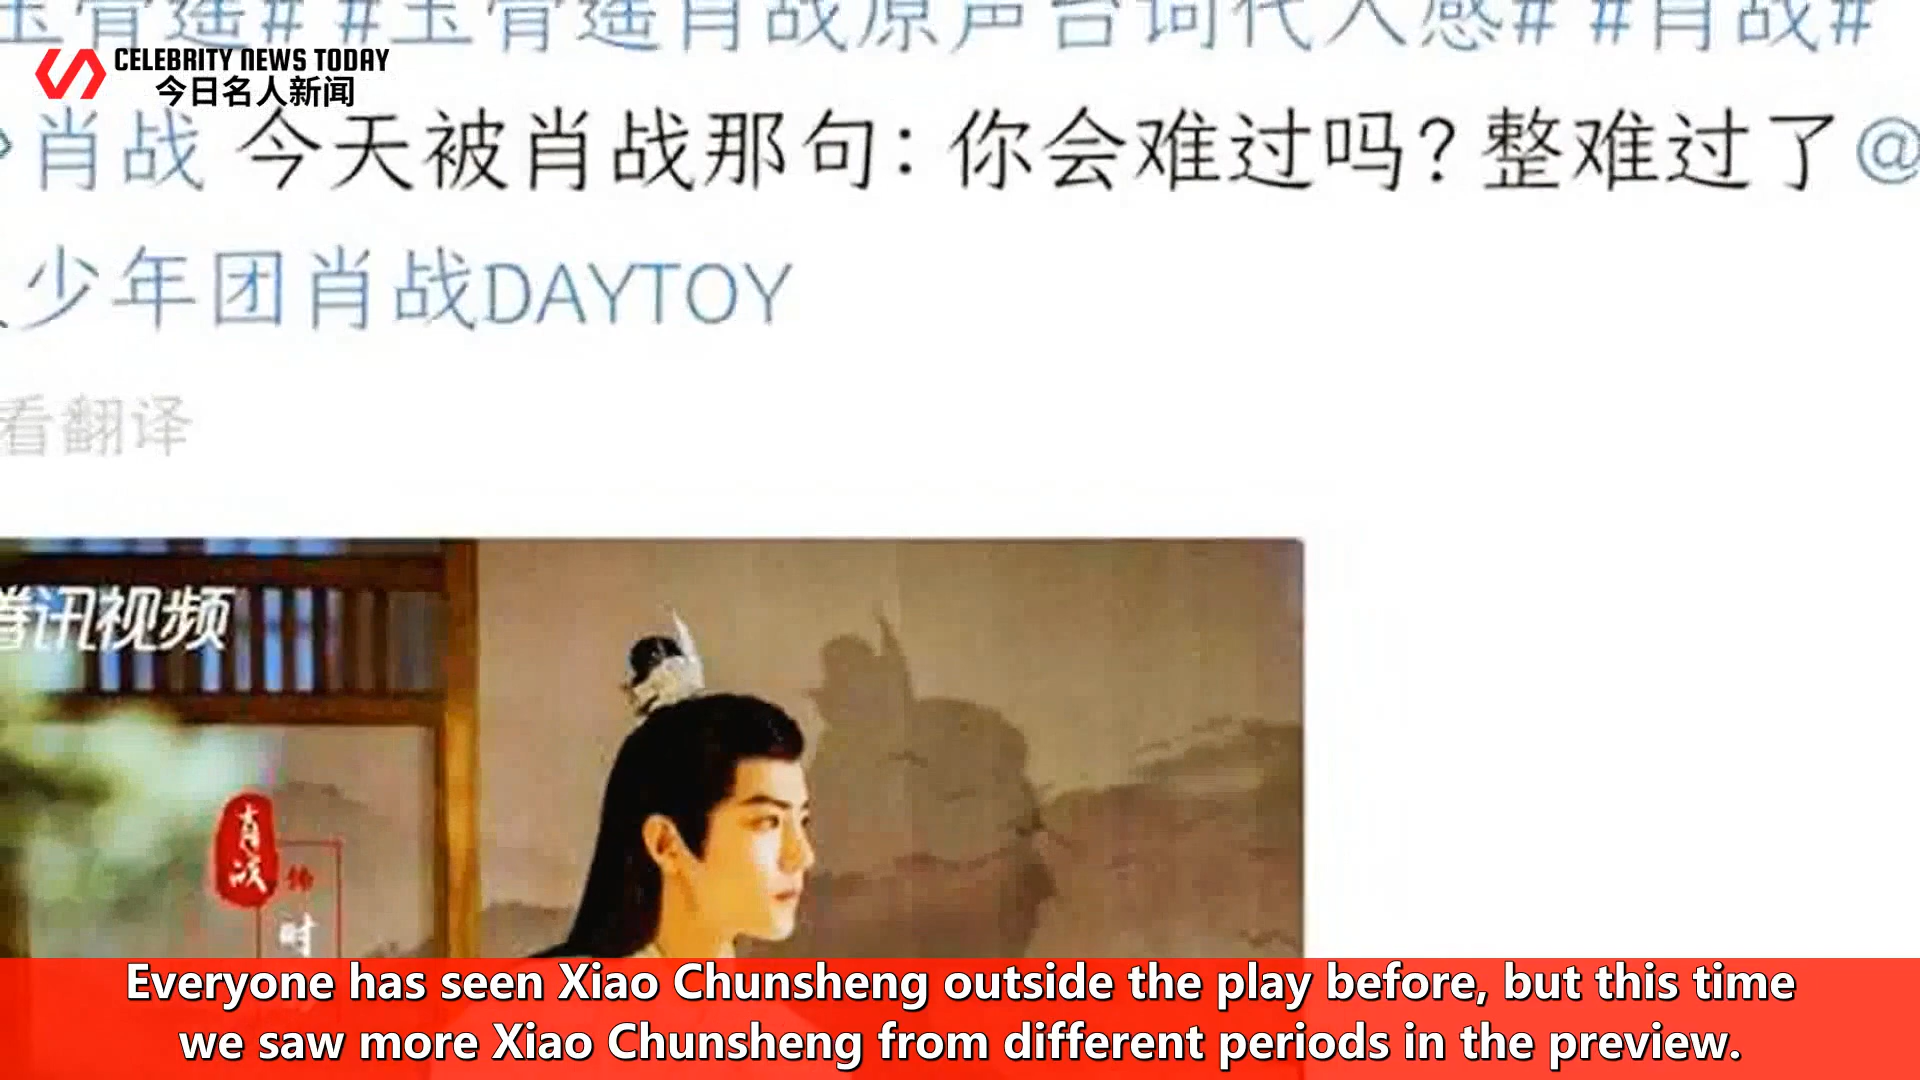 玉骨遥# #玉骨遥肖战原声台词代入感# #肖战#
CELEBRITY NEWS TODAY
今日名人新闻
肖战 今天被肖战那句：你会难过吗？整难过了@
少年团肖战DAYTOY
看翻译
腾讯视频
肖战
饰
时
Everyone has seen Xiao Chunsheng outside the play before, but this time
we saw more Xiao Chunsheng from different periods in the preview.